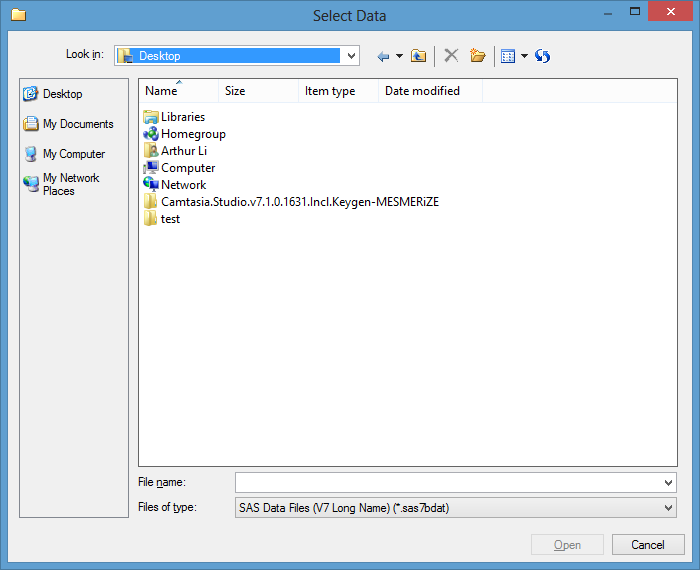 Select Data
Look in: Desktop
Desktop
My Documents
My Computer
My Network
Places
Name Size Item type Date modified
Libraries
Homegroup
Arthur Li
Computer
Network
Camtasia.Studio.v7.1.0.1631.Incl.Keygen-MESMERiZE
test
File name:
Files of type: SAS Data Files (V7 Long Name) (*.sas7bdat)
Open Cancel